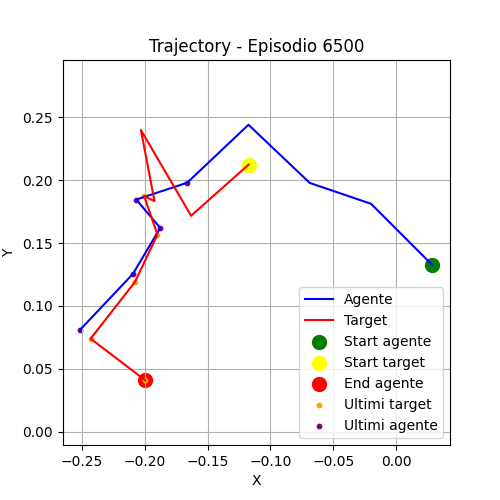 Trajectory - Episodio 6500
0.25
0.20
0.15
0.10
0.05
0.00
Y
Agente
Target
Start agente
Start target
End agente
Ultimi target
Ultimi agente
−0.25 −0.20 −0.15 −0.10 −0.05 0.00
X